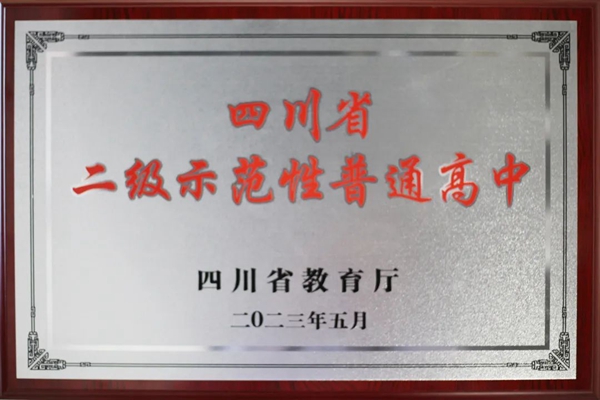 四川省
二级示范性普通高中
四川省教育厅
二0二三年五月